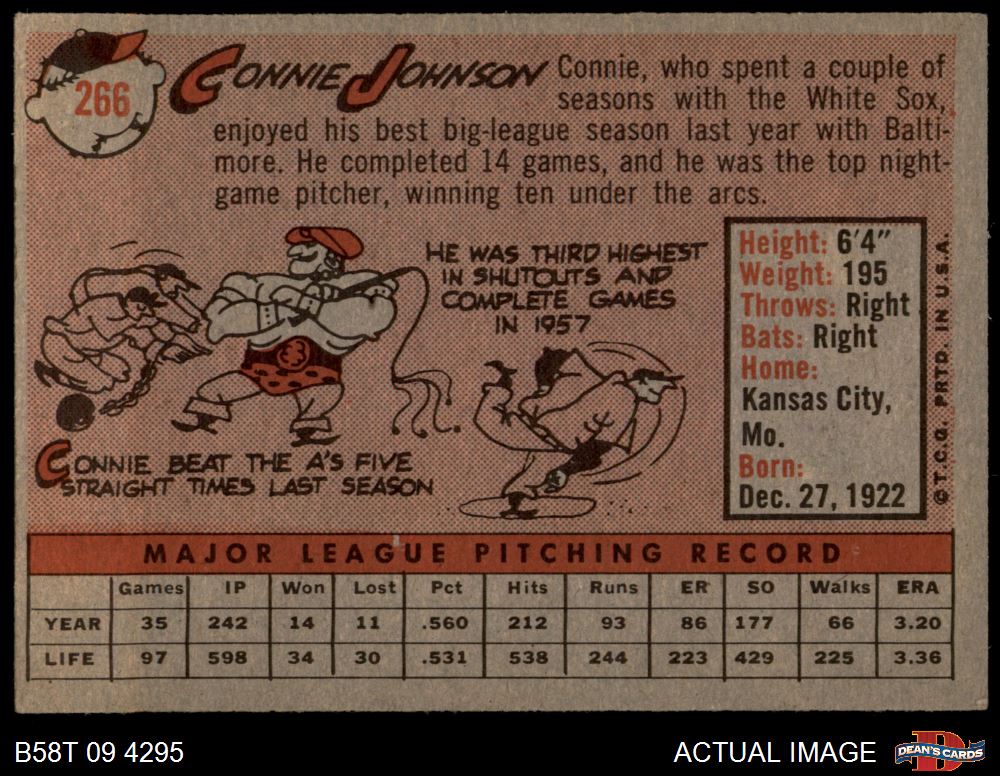 266
CONNIE JOHNSON
Connie, who spent a couple of
seasons with the White Sox,
enjoyed his best big-league season last year with Balti-
more. He completed 14 games, and he was the top night-
game pitcher, winning ten under the arcs.
HE WAS THIRD HIGHEST
IN SHUTOUTS AND
COMPLETE GAMES
IN 1957
CONNIE BEAT THE A'S FIVE
STRAIGHT TIMES LAST SEASON
Height: 6'4"
Weight: 195
Throws: Right
Bats: Right
Home:
Kansas City,
Mo.
Born:
Dec. 27, 1922
© T.C.G. PRTD. IN U.S.A.
MAJOR LEAGUE PITCHING RECORD
Games IP Won Lost Pct Hits Runs ER SO Walks ERA
YEAR 35 242 14 11 .560 212 93 86 177 66 3.20
LIFE 97 598 34 30 .531 538 244 223 429 225 3.36
B58T 09 4295
ACTUAL IMAGE
DEAN'S CARDS